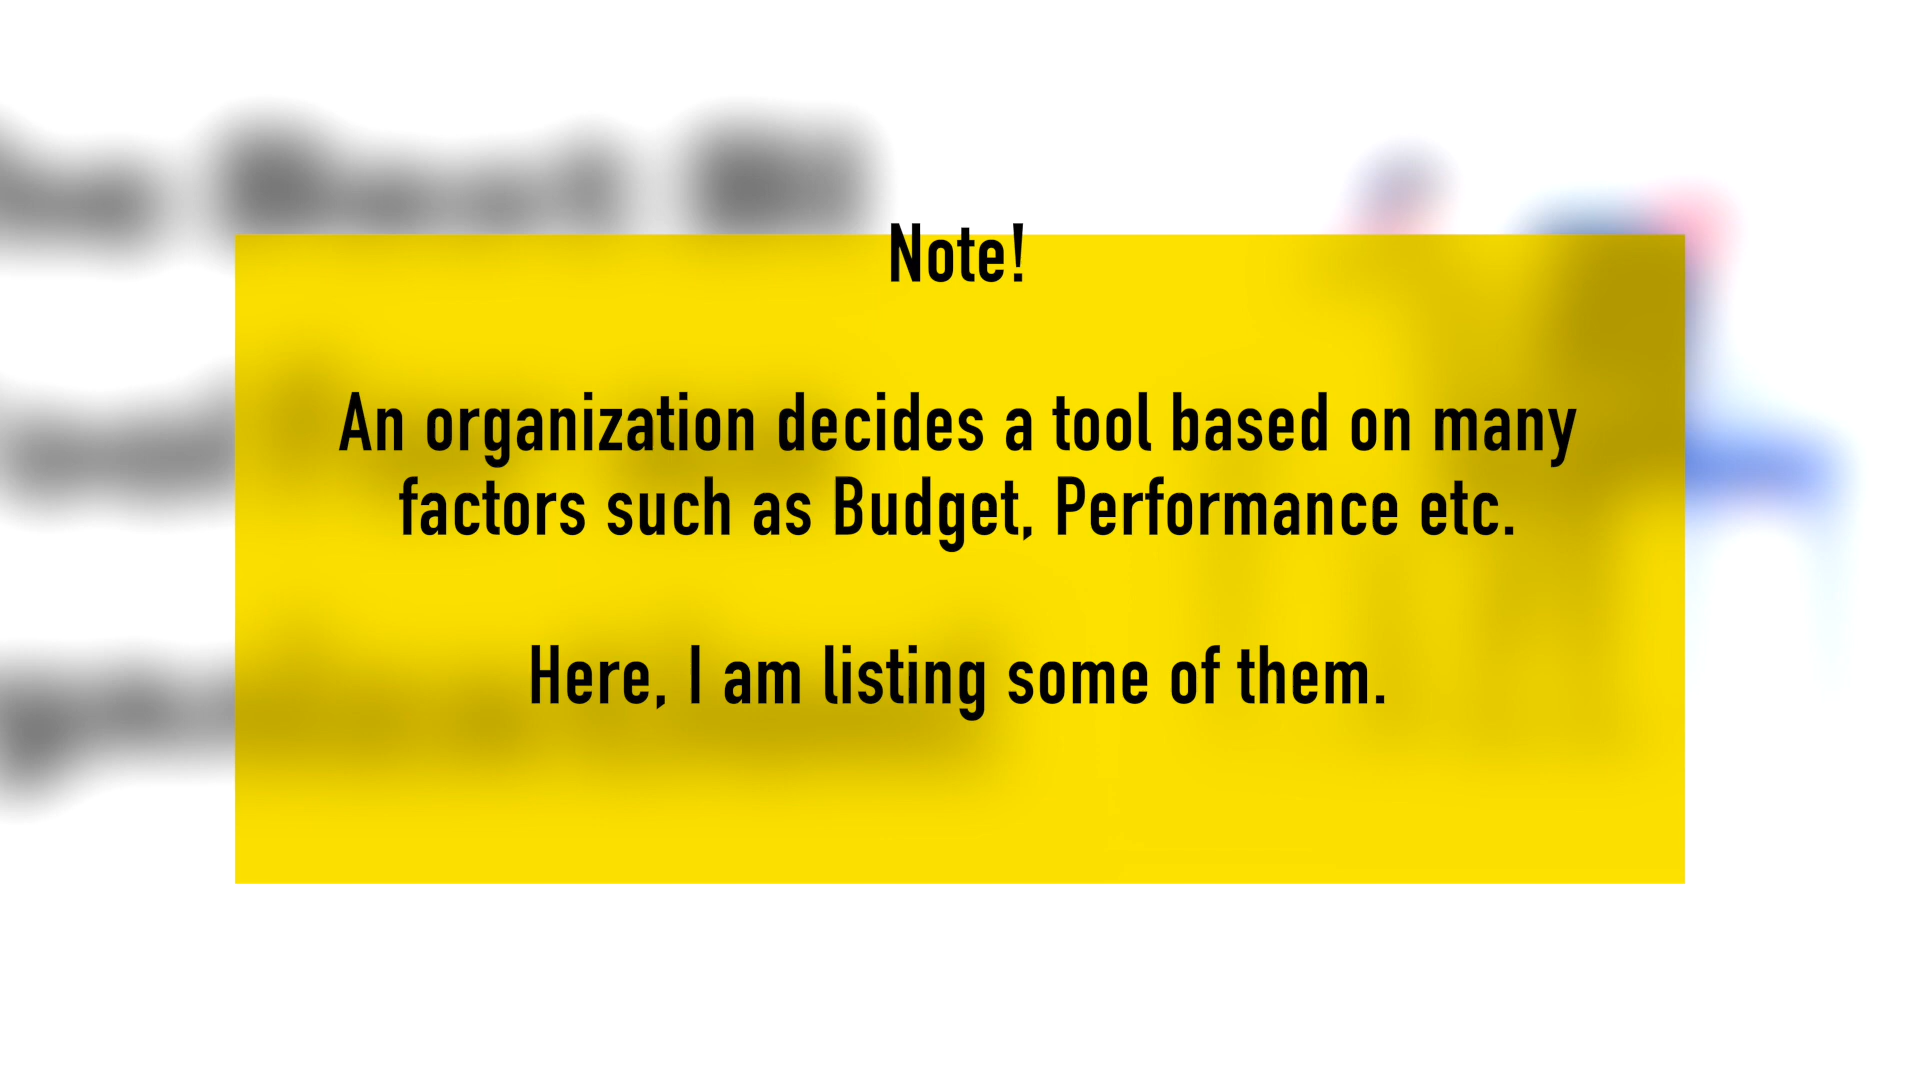 Note!
An organization decides a tool based on many
factors such as Budget, Performance etc.
Here, I am listing some of them.